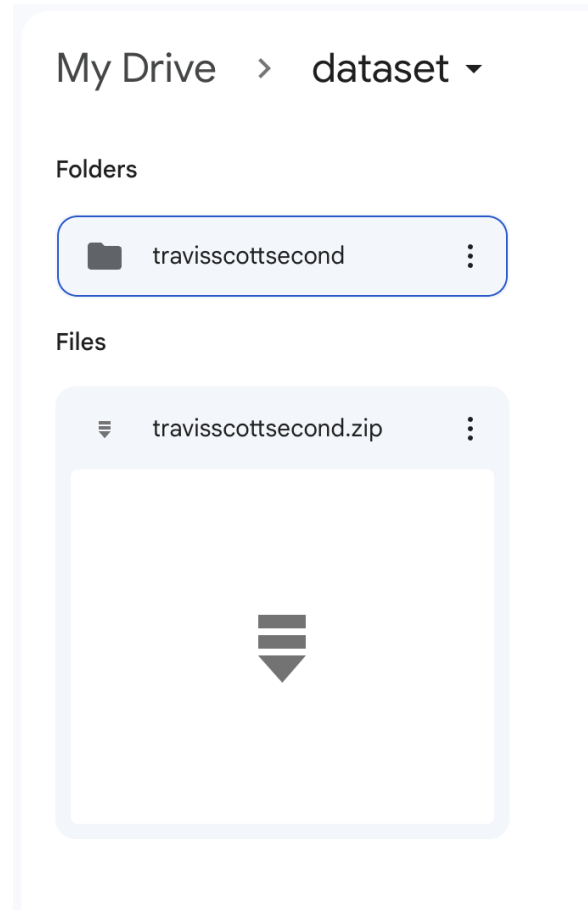 My Drive > dataset
Folders
travisscottsecond
Files
travisscottsecond.zip